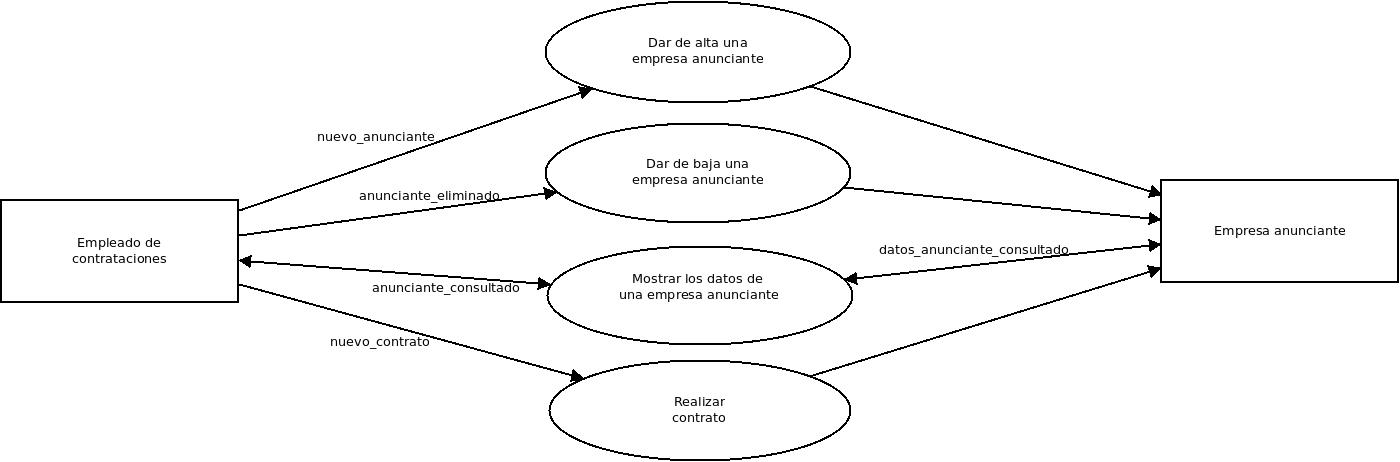 Dar de alta una
empresa anunciante
nuevo_anunciante
Dar de baja una
empresa anunciante
anunciante_eliminado
Empleado de
contrataciones
Empresa anunciante
datos_anunciante_consultado
Mostrar los datos de
una empresa anunciante
anunciante_consultado
nuevo_contrato
Realizar
contrato